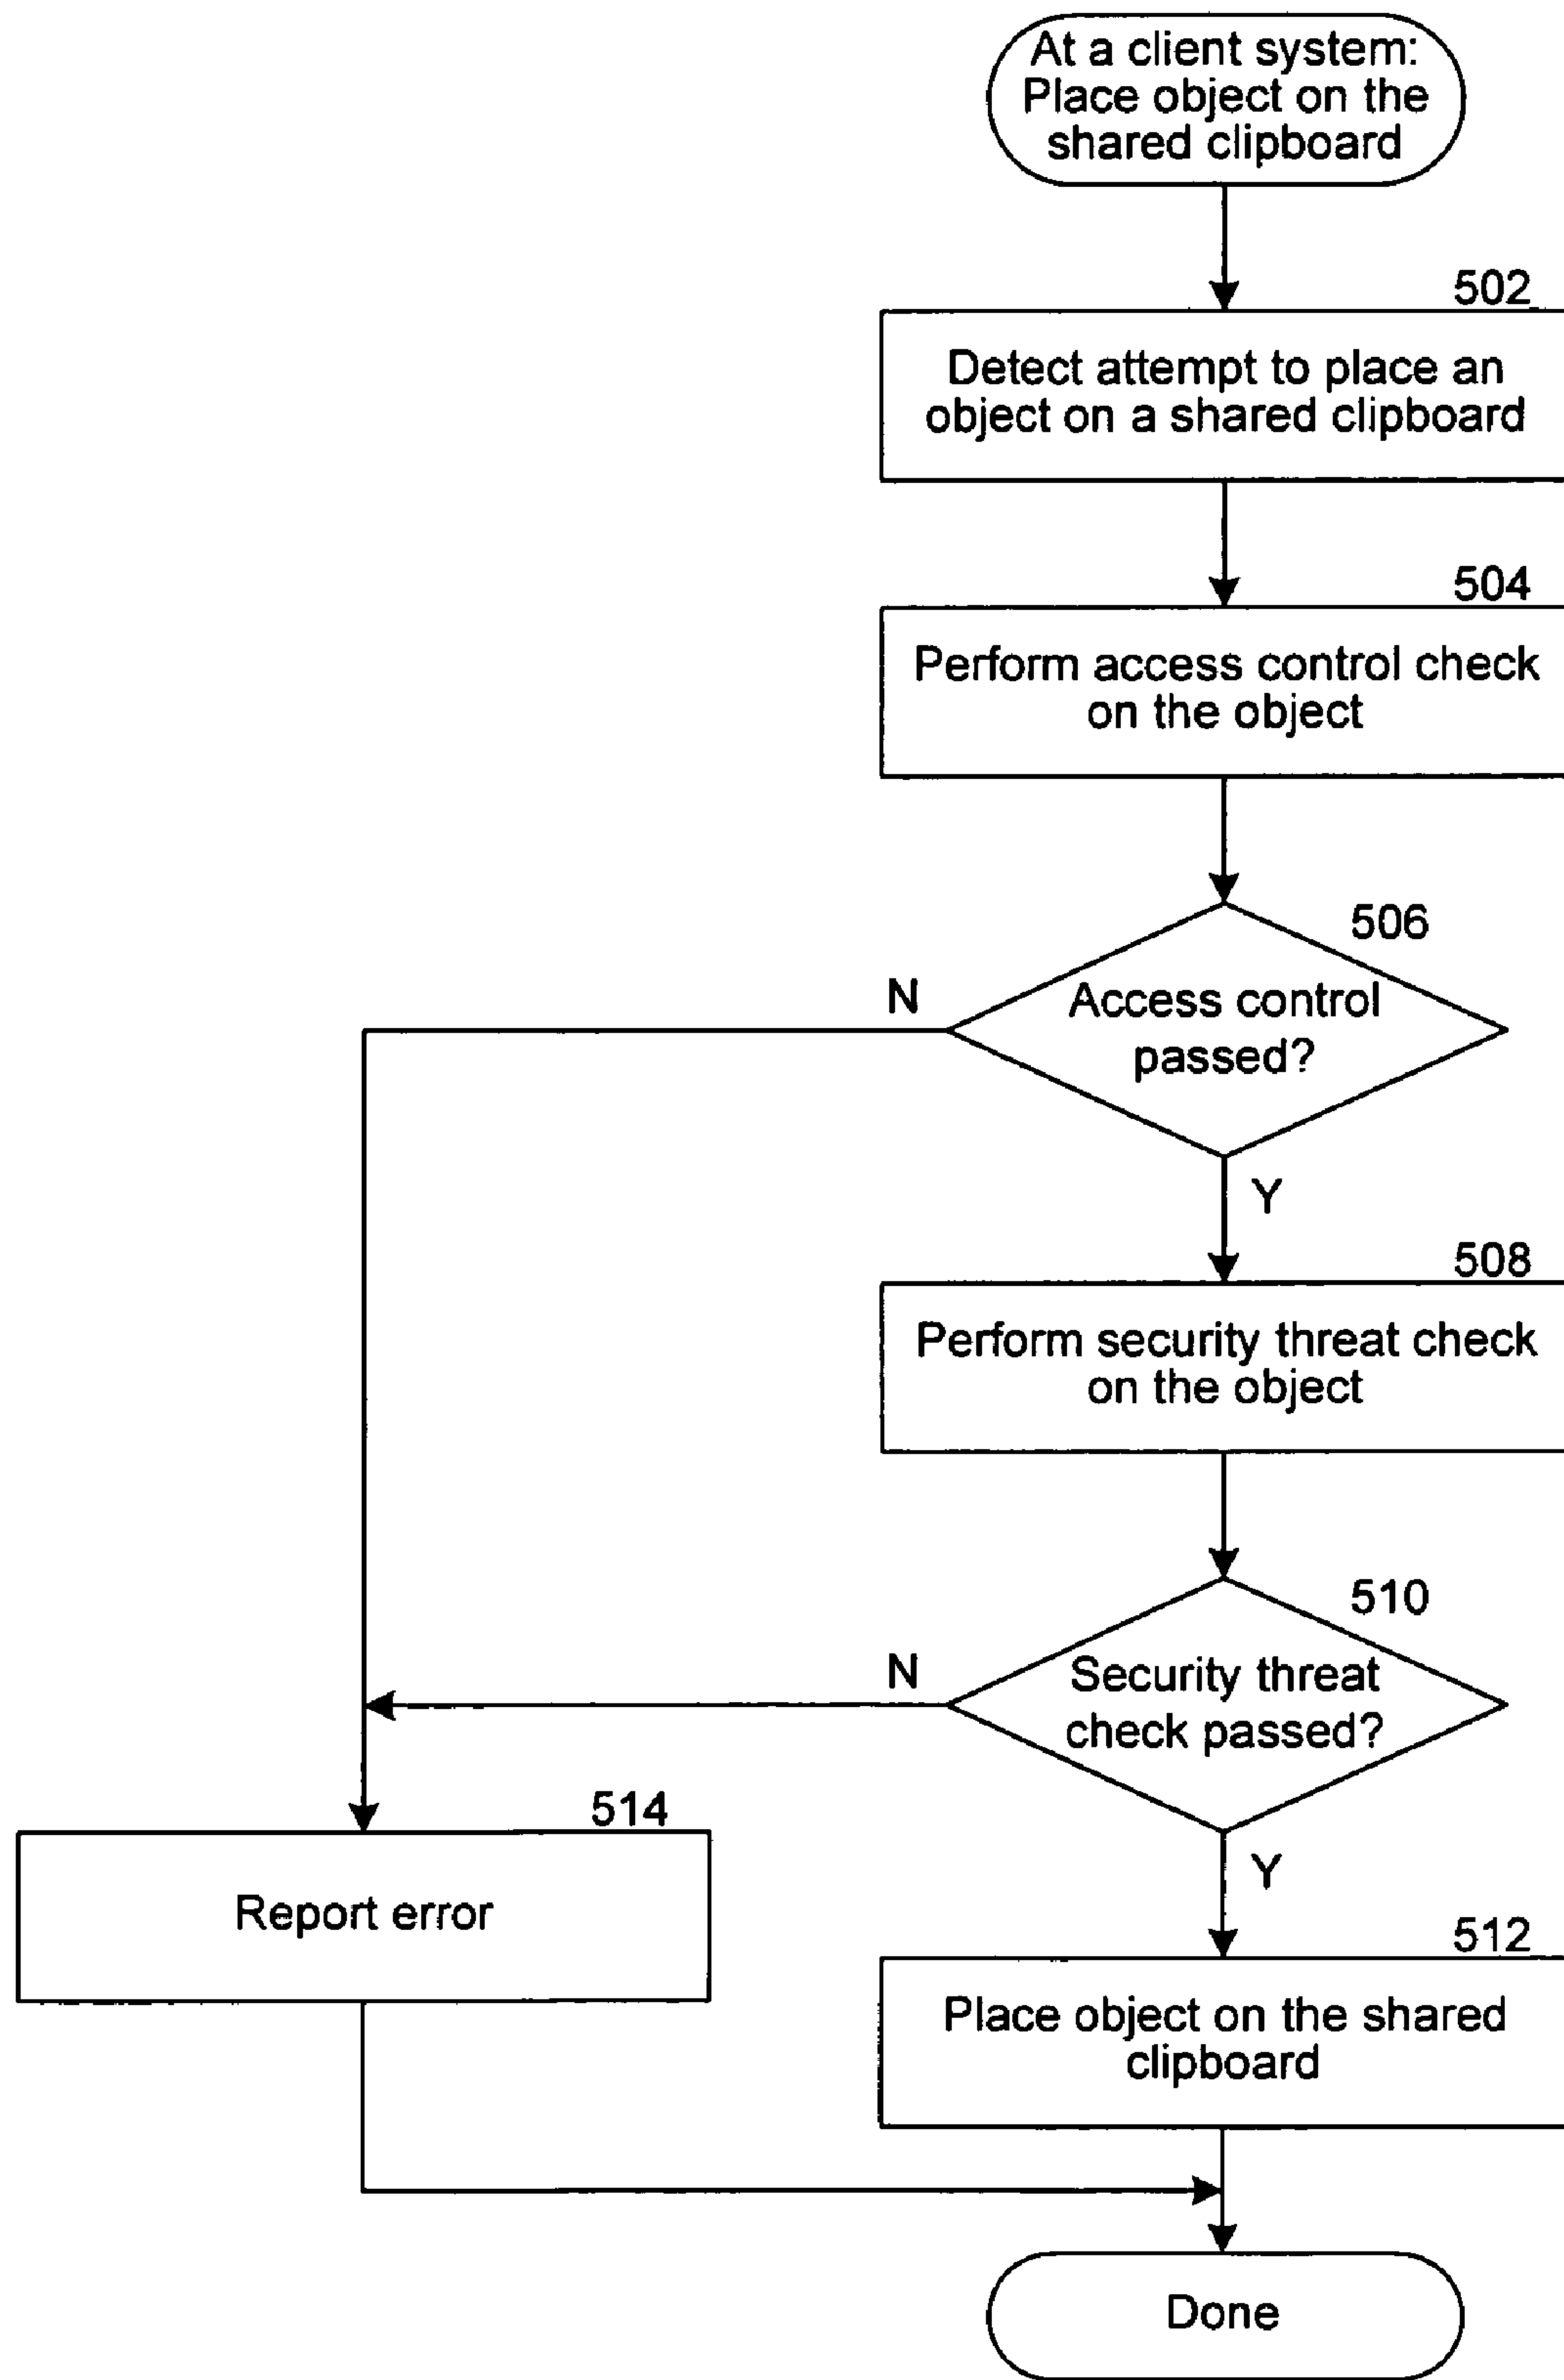 At a client system:
Place object on the
shared clipboard
502
Detect attempt to place an
object on a shared clipboard
504
Perform access control check
on the object
506
N
Access control
passed?
Y
508
Perform security threat check
on the object
510
N
Security threat
check passed?
514
Y
Report error
512
Place object on the shared
clipboard
Done